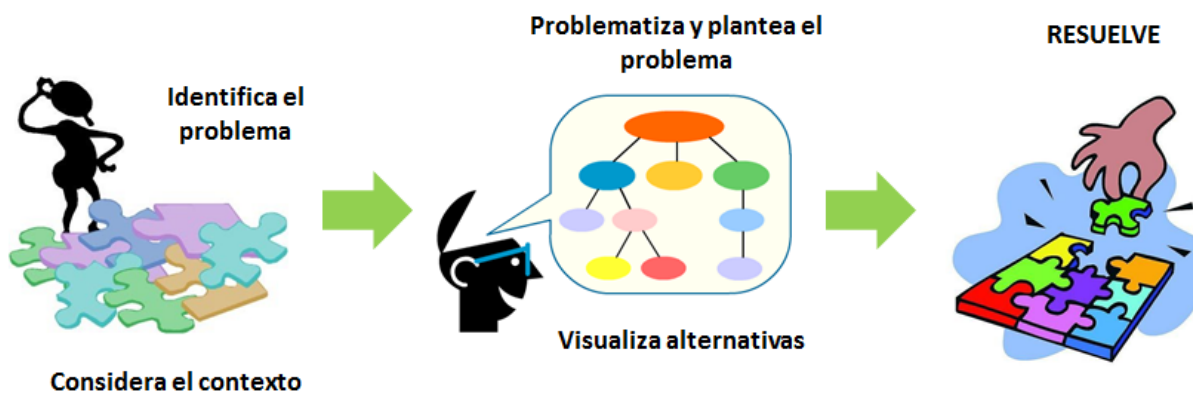 Identifica el
problema
Considera el contexto
Problematiza y plantea el
problema
Visualiza alternativas
RESUELVE